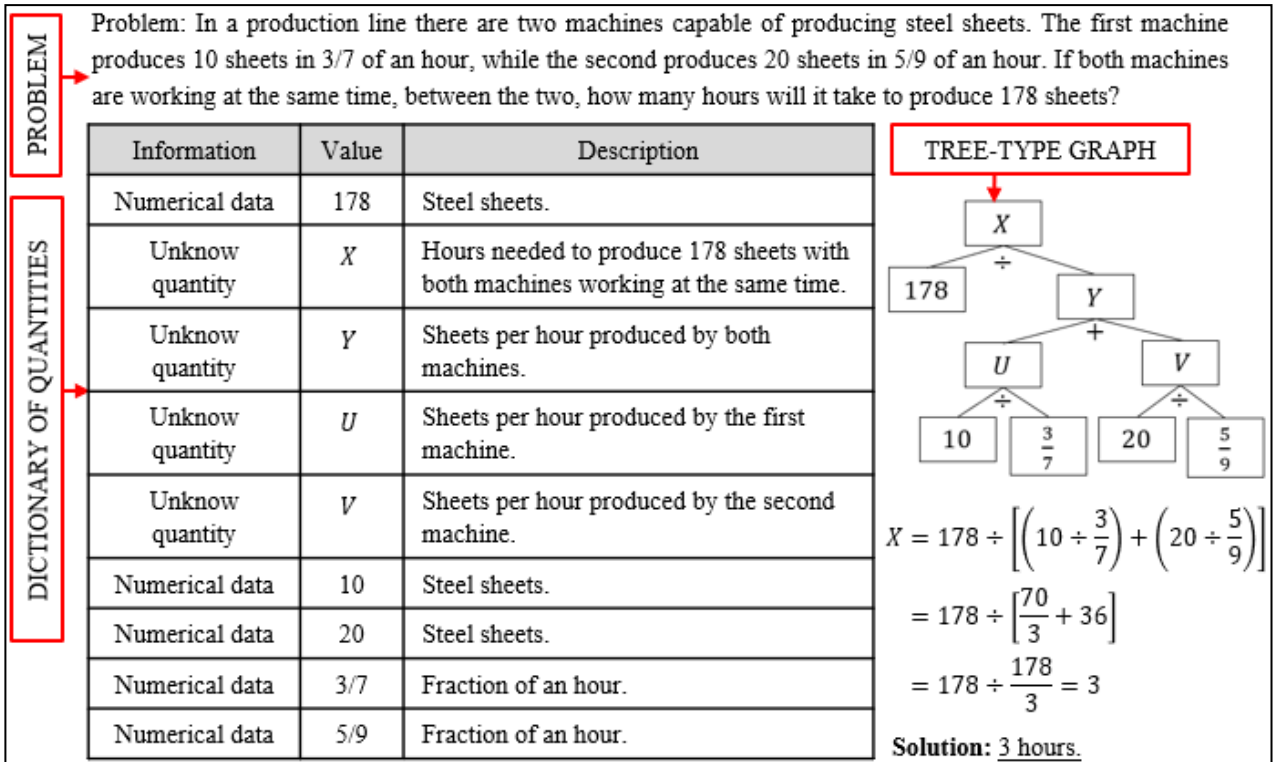 PROBLEM
Problem: In a production line there are two machines capable of producing steel sheets. The first machine
produces 10 sheets in 3/7 of an hour, while the second produces 20 sheets in 5/9 of an hour. If both machines
are working at the same time, between the two, how many hours will it take to produce 178 sheets?
DICTIONARY OF QUANTITIES
Information Value Description
Numerical data 178 Steel sheets.
Unknow
quantity X Hours needed to produce 178 sheets with
both machines working at the same time.
Unknow
quantity Y Sheets per hour produced by both
machines.
Unknow
quantity U Sheets per hour produced by the first
machine.
Unknow
quantity V Sheets per hour produced by the second
machine.
Numerical data 10 Steel sheets.
Numerical data 20 Steel sheets.
Numerical data 3/7 Fraction of an hour.
Numerical data 5/9 Fraction of an hour.
TREE-TYPE GRAPH
X
÷
178 Y
+
U V
÷ ÷
10 3/7 20 5/9
X = 178 ÷ [(10 ÷ 3/7) + (20 ÷ 5/9)]
= 178 ÷ [70/3 + 36]
= 178 ÷ 178/3 = 3
Solution: 3 hours.